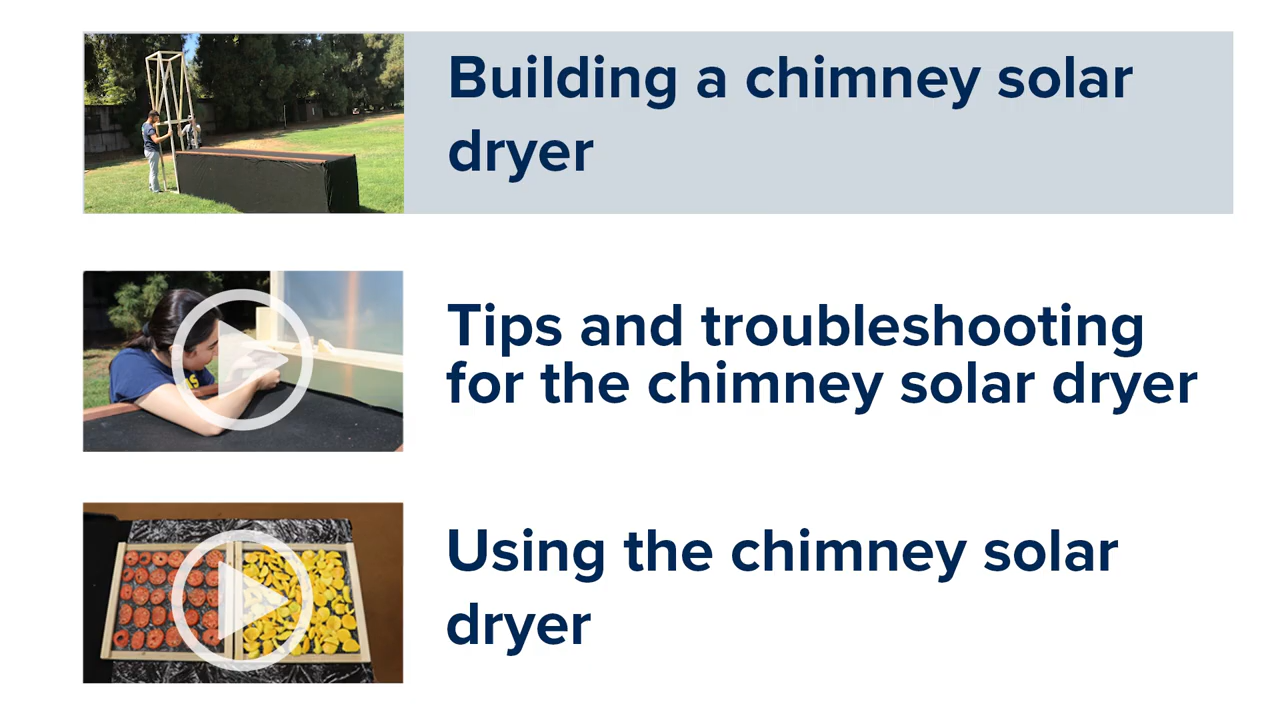 Building a chimney solar
dryer
Tips and troubleshooting
for the chimney solar dryer
Using the chimney solar
dryer